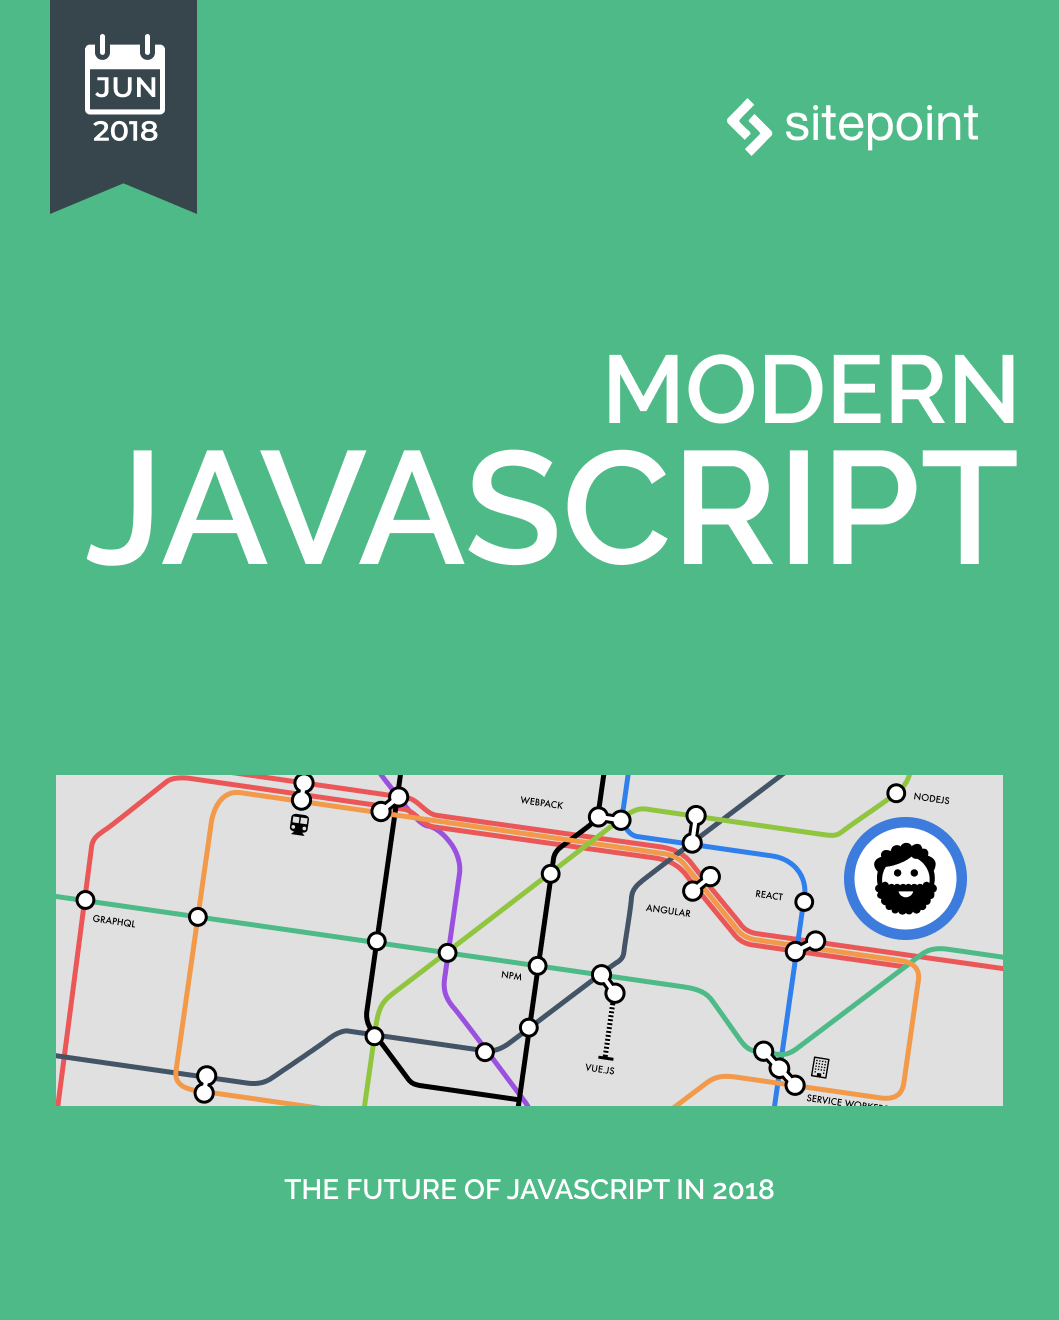 JUN
2018
sitepoint
MODERN
JAVASCRIPT
WEBPACK
NODEJS
REACT
ANGULAR
GRAPHQL
NPM
VUE.JS
SERVICE
THE FUTURE OF JAVASCRIPT IN 2018